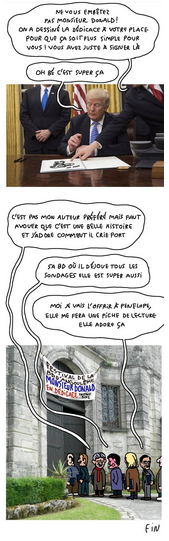 NE VOUS EMBÊTEZ
PAS MONSIEUR DONALD!
ON A DESSINÉ LA DÉDICACE À VOTRE PLACE
POUR QUE ÇA SOIT PLUS SIMPLE POUR
VOUS! VOUS AVEZ JUSTE À SIGNER LÀ
OH BÉ C'EST SUPER ÇA
C'EST PAS MON AUTEUR PRÉFÉRÉ MAIS FAUT
AVOUER QUE C'EST UNE BELLE HISTOIRE
ET J'ADORE COMMENT IL CRIE FORT
SA BD OÙ IL DÉJOUE TOUS LES
SONDAGES ELLE EST SUPER AUSSI
MOI JE VAIS L'OFFRIR À PENELOPE,
ELLE ME FERA UNE FICHE DE LECTURE
ELLE ADORE ÇA
FESTIVAL DE LA
MONSIEUR DONALD
EN DÉDICACE
FIN